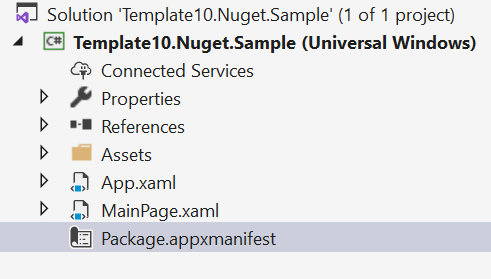 Solution 'Template10.Nuget.Sample' (1 of 1 project)
C# Template10.Nuget.Sample (Universal Windows)
Connected Services
Properties
References
Assets
App.xaml
MainPage.xaml
Package.appxmanifest